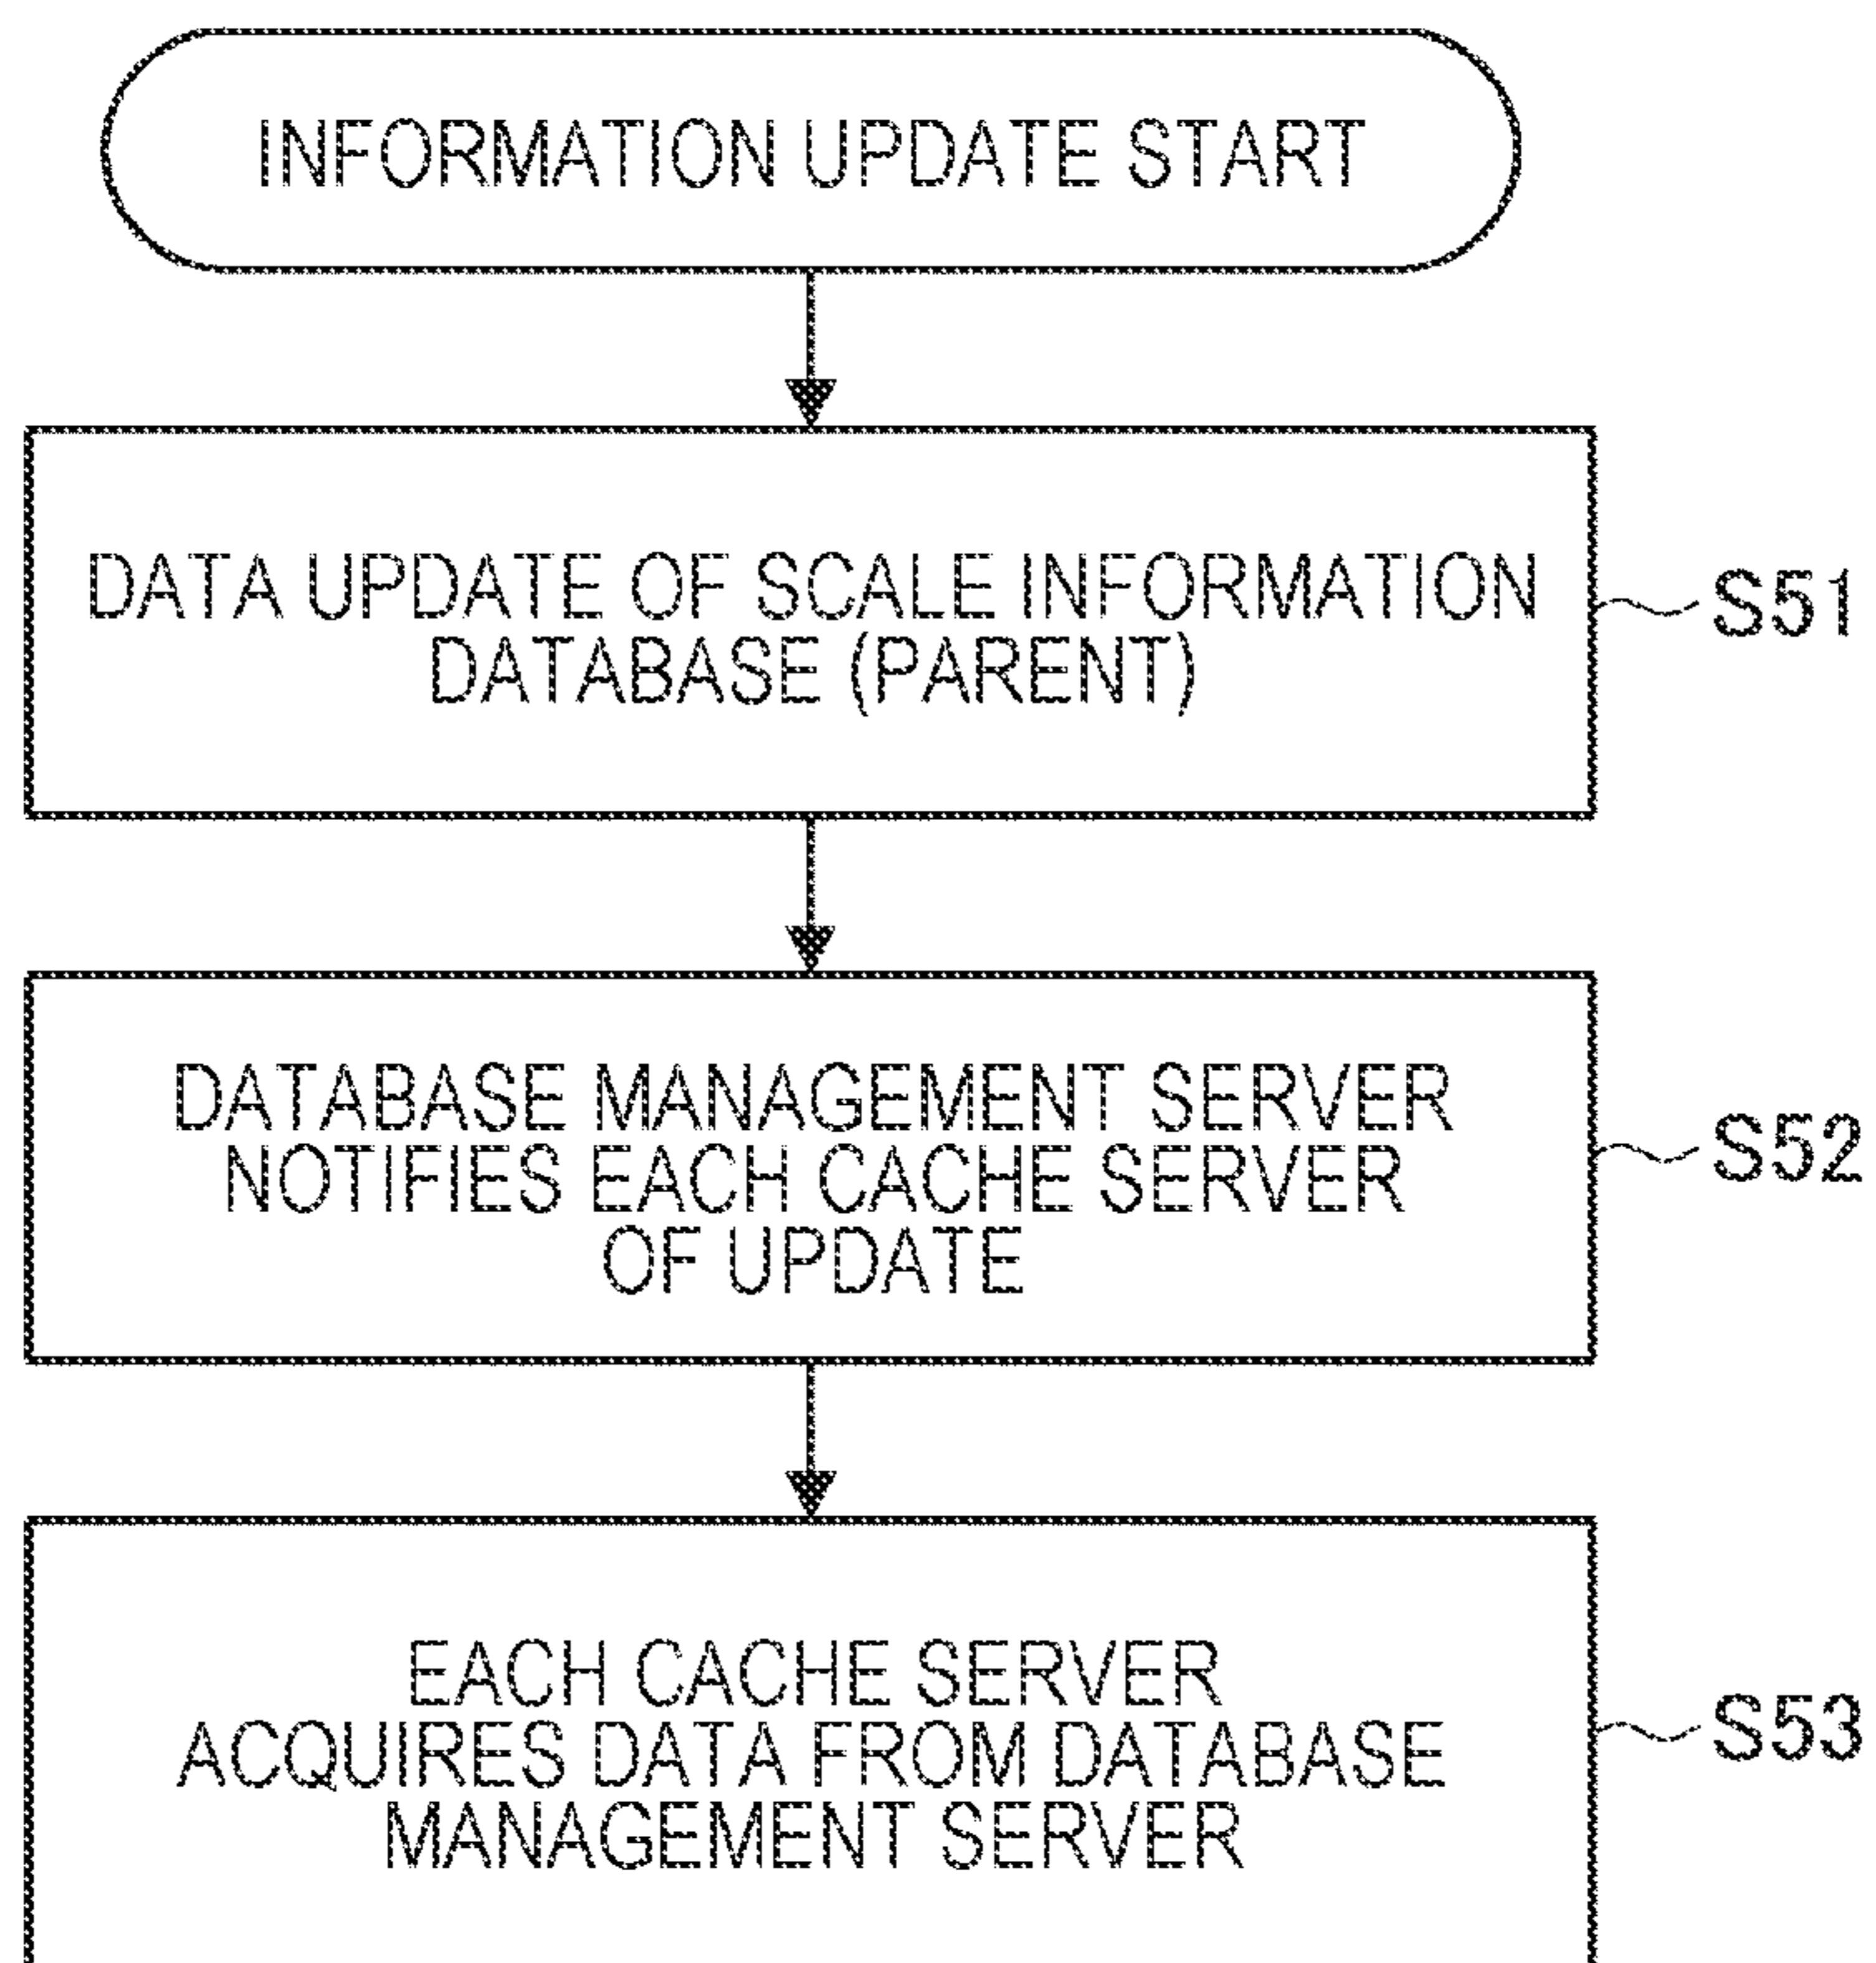 INFORMATION UPDATE START
DATA UPDATE OF SCALE INFORMATION
DATABASE (PARENT)
S51
DATABASE MANAGEMENT SERVER
NOTIFIES EACH CACHE SERVER
OF UPDATE
S52
EACH CACHE SERVER
ACQUIRES DATA FROM DATABASE
MANAGEMENT SERVER
S53